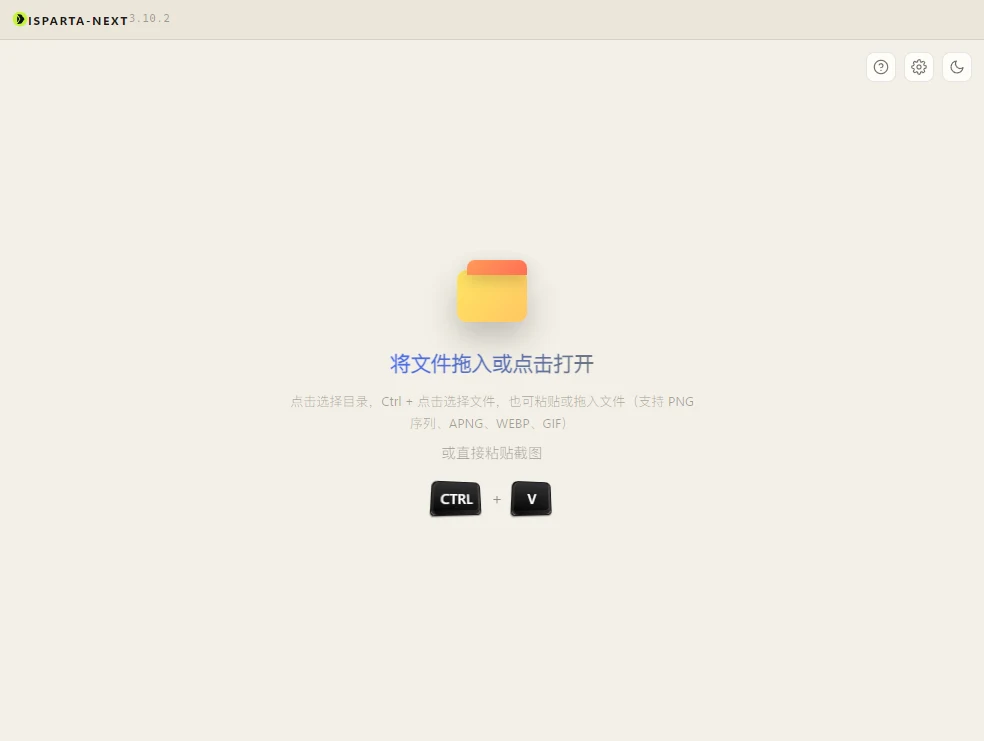 ISPARTA-NEXT 3.10.2
将文件拖入或点击打开
点击选择目录，Ctrl + 点击选择文件，也可粘贴或拖入文件（支持 PNG
序列、APNG、WEBP、GIF）
或直接粘贴截图
CTRL + V